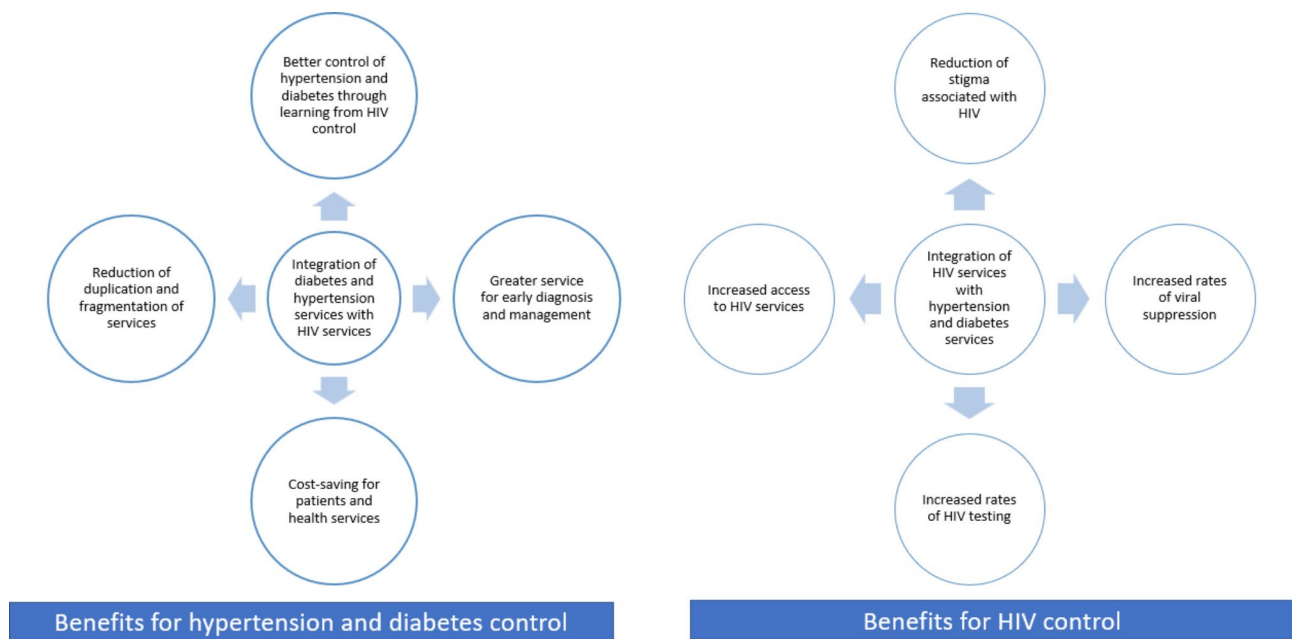 Better control of
hypertension and
diabetes through
learning from HIV
control
Reduction of
duplication and
fragmentation of
services
Integration of
diabetes and
hypertension
services with
HIV services
Greater service
for early diagnosis
and management
Cost-saving for
patients and
health services
Benefits for hypertension and diabetes control
Reduction of
stigma
associated with
HIV
Increased access
to HIV services
Integration of
HIV services
with
hypertension
and diabetes
services
Increased rates
of viral
suppression
Increased rates
of HIV testing
Benefits for HIV control